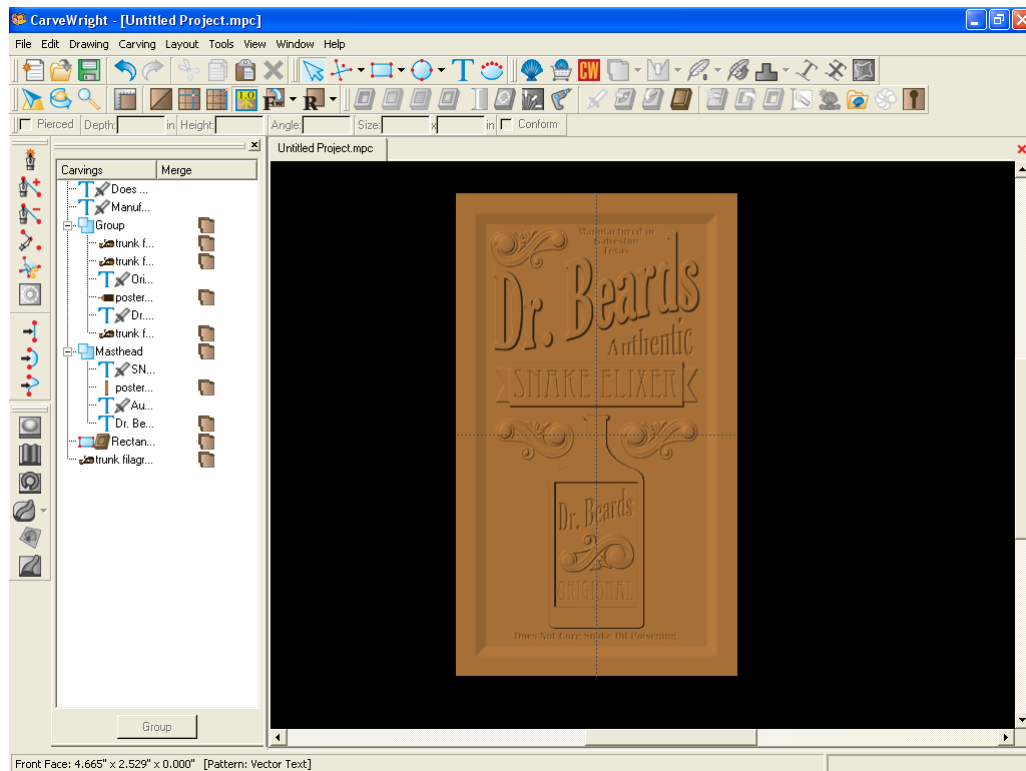 CarveWright - [Untitled Project.mpc]
File Edit Drawing Carving Layout Tools View Window Help
CW
Pierced Depth: in Height: Angle: Size: x in Conform
Untitled Project.mpc
Carvings Merge
Does ...
Manuf...
Group
trunk f...
trunk f...
Ori...
poster...
Dr....
trunk f...
Masthead
SN...
poster...
Au...
Dr. Be...
Rectan...
trunk filagr...
Group
Manufactured in
Galveston
Texas
Dr. Beards
Authentic
SNAKE ELIXER
Dr. Beards
ORIGIONAL
Does Not Cure Snake Oil Poisening
Front Face: 4.665" x 2.529" x 0.000" [Pattern: Vector Text]